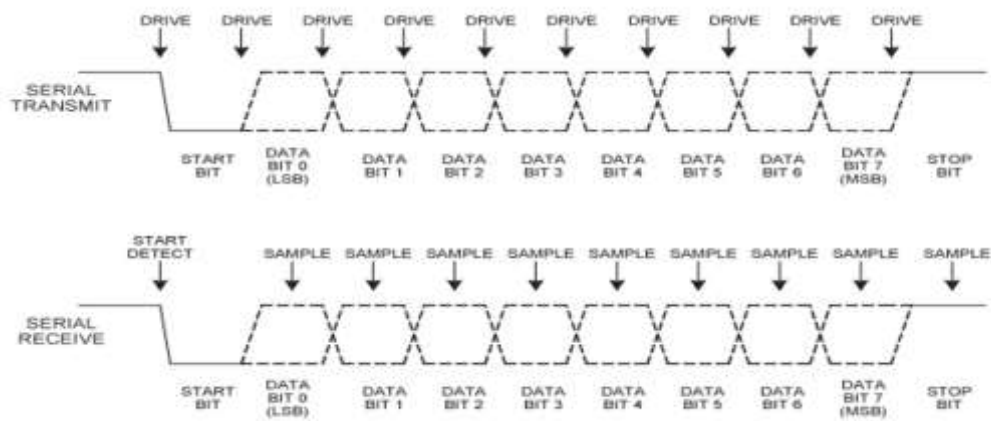 DRIVE DRIVE DRIVE DRIVE DRIVE DRIVE DRIVE DRIVE DRIVE DRIVE
SERIAL
TRANSMIT
START
BIT
DATA
BIT 0
(LSB)
DATA
BIT 1
DATA
BIT 2
DATA
BIT 3
DATA
BIT 4
DATA
BIT 5
DATA
BIT 6
DATA
BIT 7
(MSB)
STOP
BIT
START
DETECT
SAMPLE SAMPLE SAMPLE SAMPLE SAMPLE SAMPLE SAMPLE SAMPLE SAMPLE
SERIAL
RECEIVE
START
BIT
DATA
BIT 0
(LSB)
DATA
BIT 1
DATA
BIT 2
DATA
BIT 3
DATA
BIT 4
DATA
BIT 5
DATA
BIT 6
DATA
BIT 7
(MSB)
STOP
BIT